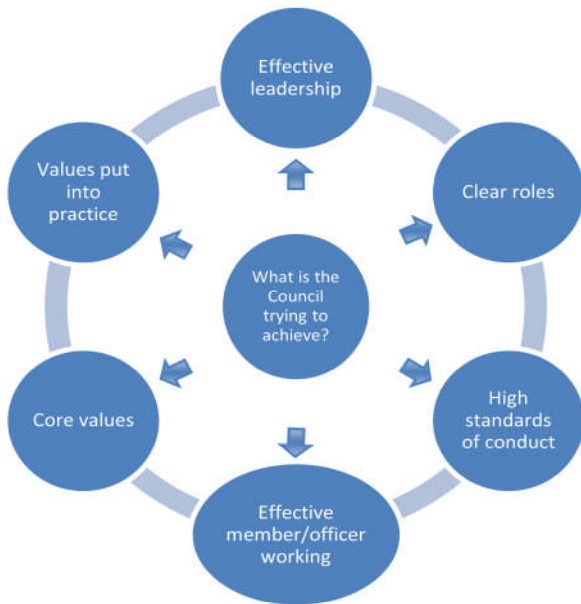 Effective
leadership
Values put
into
practice
Clear roles
What is the
Council
trying to
achieve?
Core values
High
standards
of conduct
Effective
member/officer
working